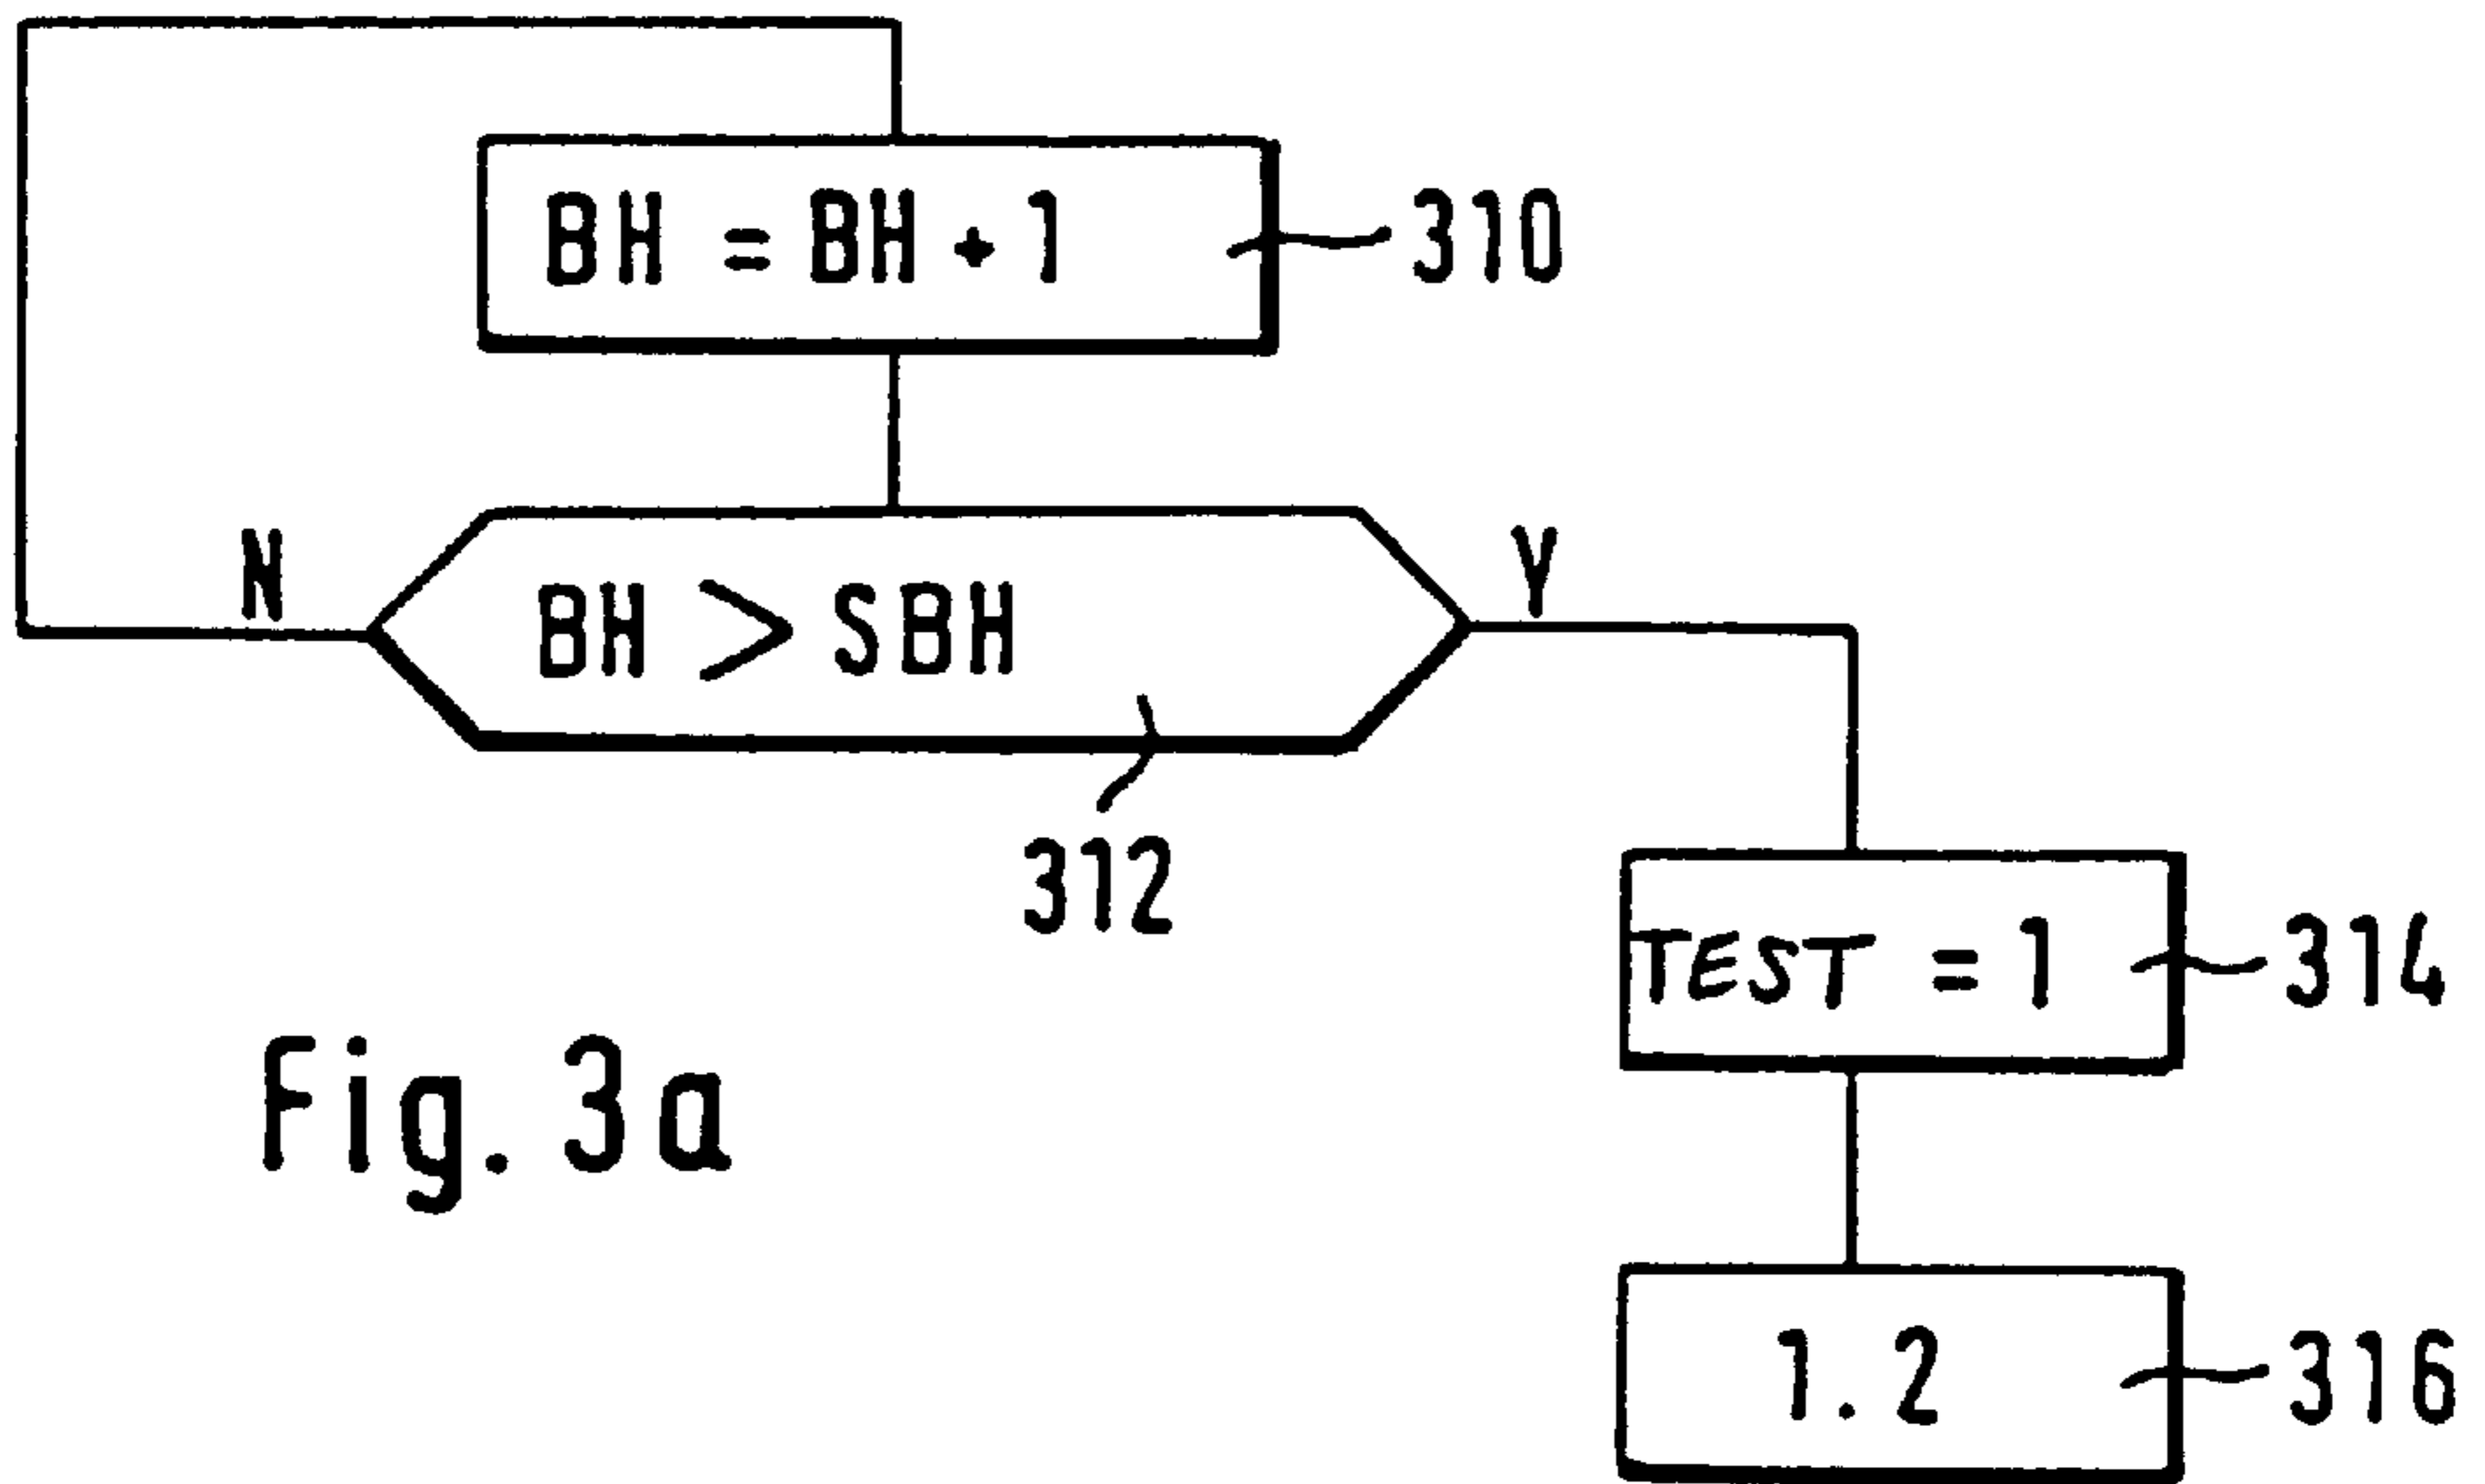 BH = BH + 1
310
N
BH > SBH
Y
312
TEST = 1
314
Fig. 3a
1.2
316